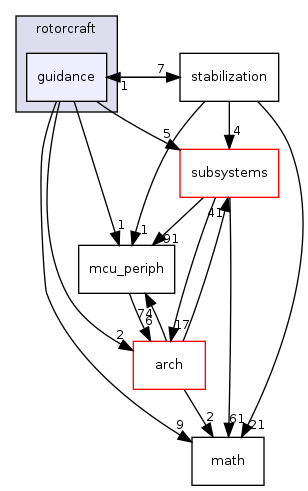 rotorcraft
guidance
7
stabilization
1
5
4
subsystems
1
1
91
41
mcu_periph
74
6
17
2
arch
9
2
61
21
math